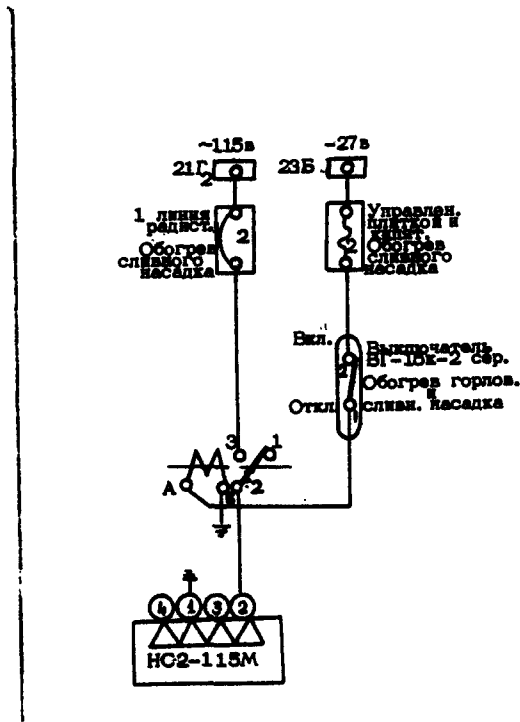 ~115в
-27в
21Г
2
23Б
1 линия
радист.
2
Обогрев
сливного
насадка
Управлен.
плиткой и
кипят.
2
Обогрев
сливного
насадка
Вкл.
Выключатель
ВГ-15к-2 сер.
2
Обогрев горлов.
и
сливн. насадка
Откл.
1
3
1
А
2
4
1
3
2
НС2-115М